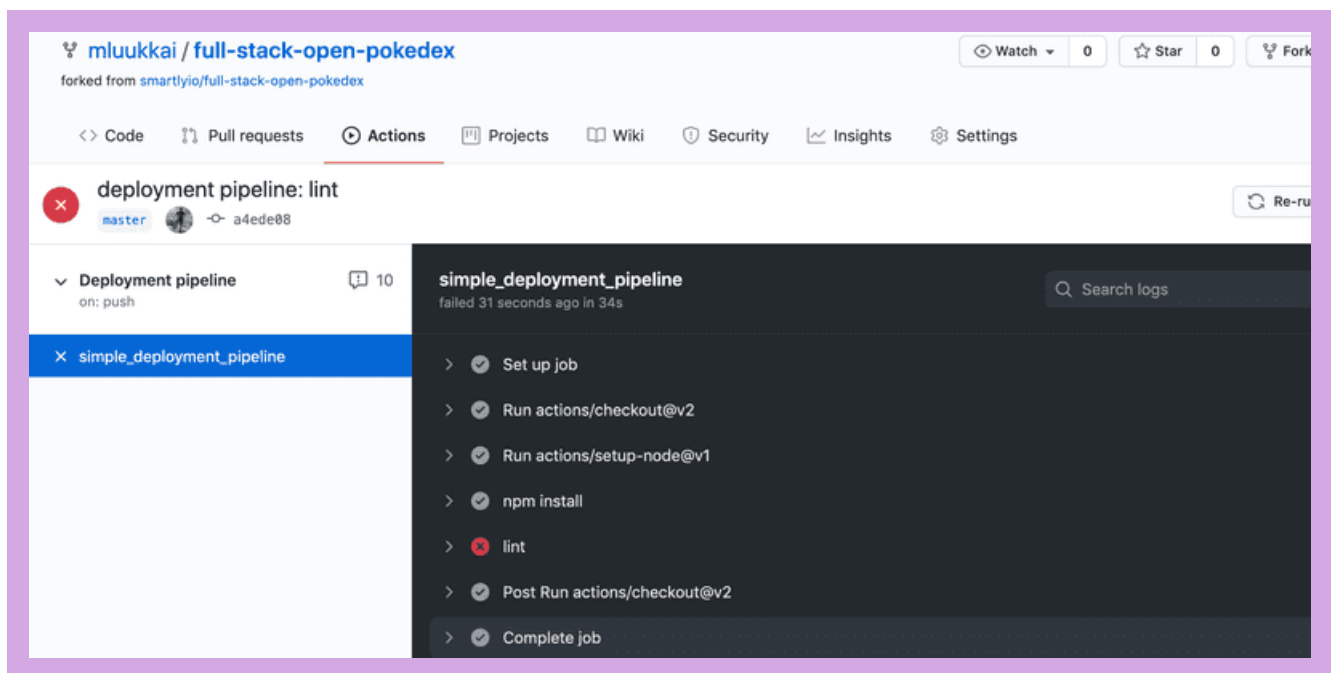 mluukkai / full-stack-open-pokedex
Watch 0 Star 0 Fork
forked from smartlyio/full-stack-open-pokedex
<> Code Pull requests Actions Projects Wiki Security Insights Settings
deployment pipeline: lint
master a4ede08
Re-ru
Deployment pipeline 10
on: push
simple_deployment_pipeline
simple_deployment_pipeline
failed 31 seconds ago in 34s
Search logs
Set up job
Run actions/checkout@v2
Run actions/setup-node@v1
npm install
lint
Post Run actions/checkout@v2
Complete job